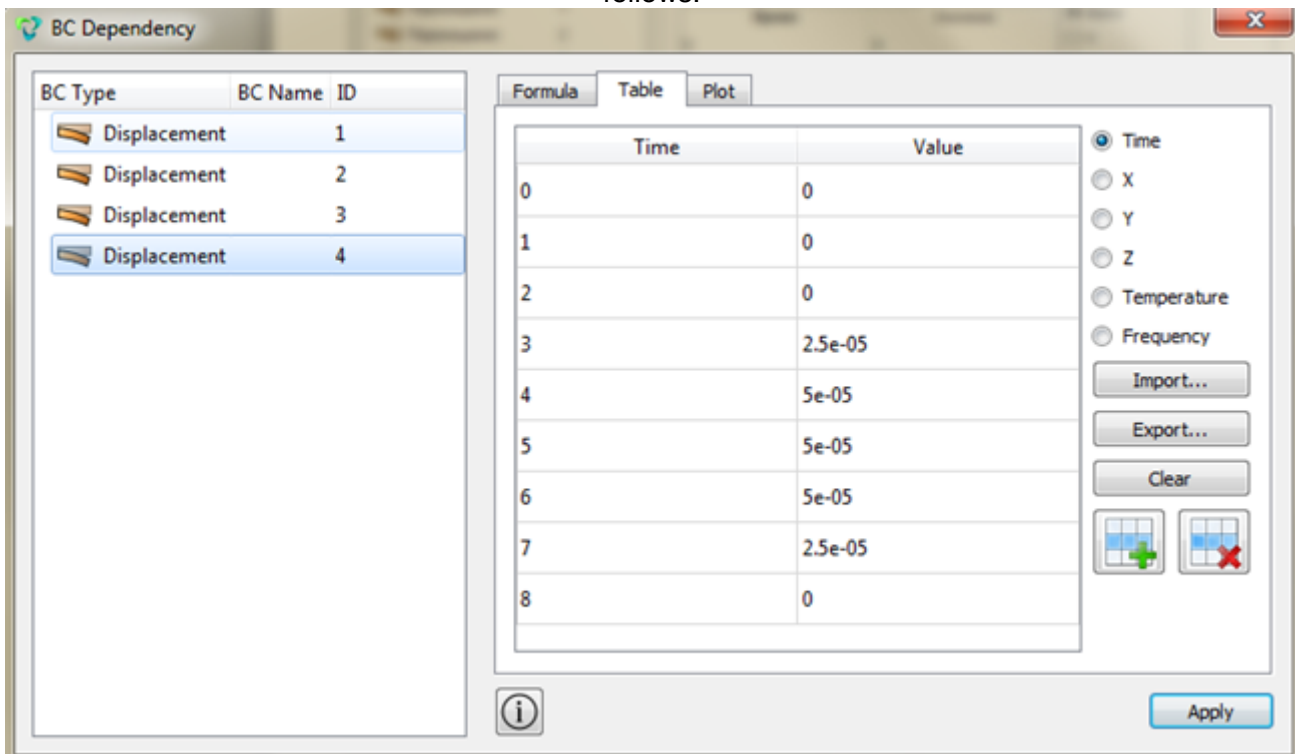 follows:
BC Dependency
BC Type BC Name ID
Displacement 1
Displacement 2
Displacement 3
Displacement 4
Formula Table Plot
Time Value
0 0
1 0
2 0
3 2.5e-05
4 5e-05
5 5e-05
6 5e-05
7 2.5e-05
8 0
Time
X
Y
Z
Temperature
Frequency
Import...
Export...
Clear
Apply